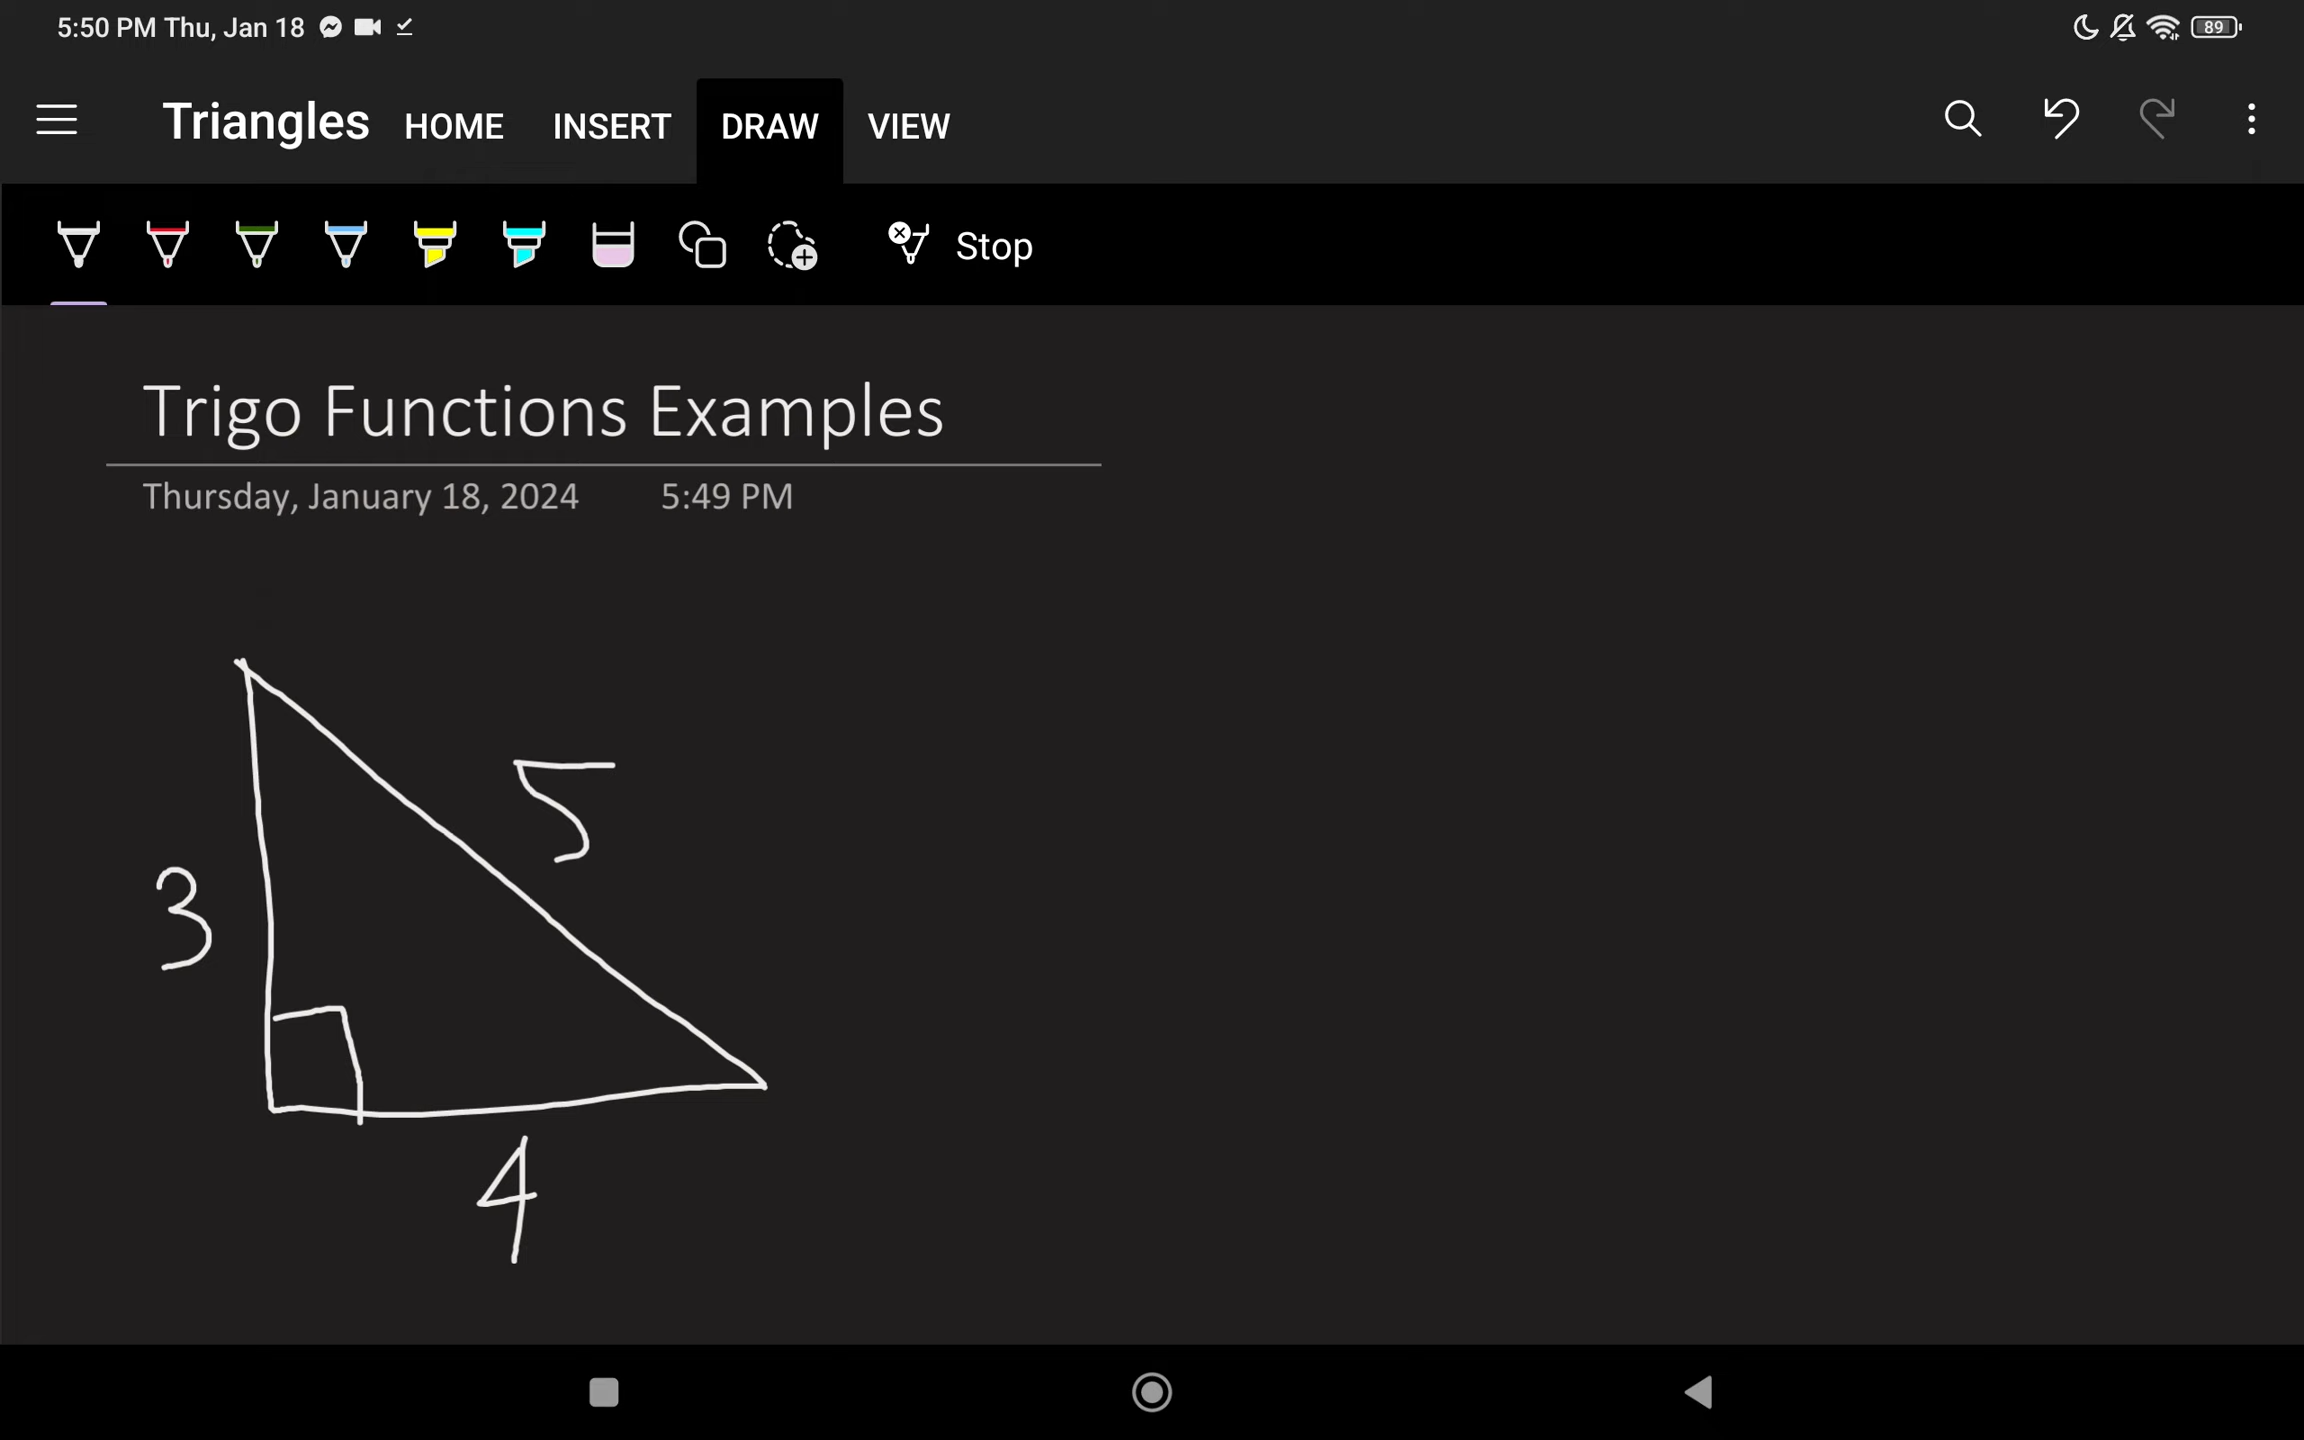 5:50 PM Thu, Jan 18
89
Triangles HOME INSERT DRAW VIEW
Stop
Trigo Functions Examples
Thursday, January 18, 2024 5:49 PM
5
3
4